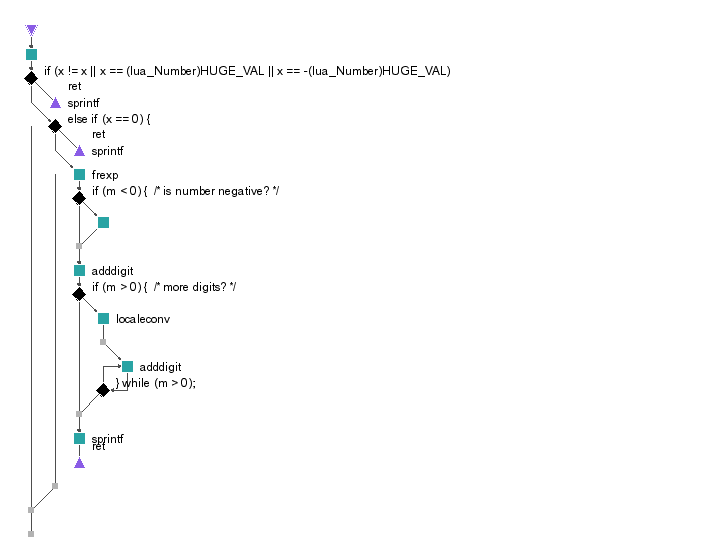 if (x != x || x == (lua_Number)HUGE_VAL || x == -(lua_Number)HUGE_VAL)
ret
sprintf
else if (x == 0) {
ret
sprintf
frexp
if (m < 0) {  /* is number negative? */
adddigit
if (m > 0) {  /* more digits? */
localeconv
adddigit
} while (m > 0);
sprintf
ret